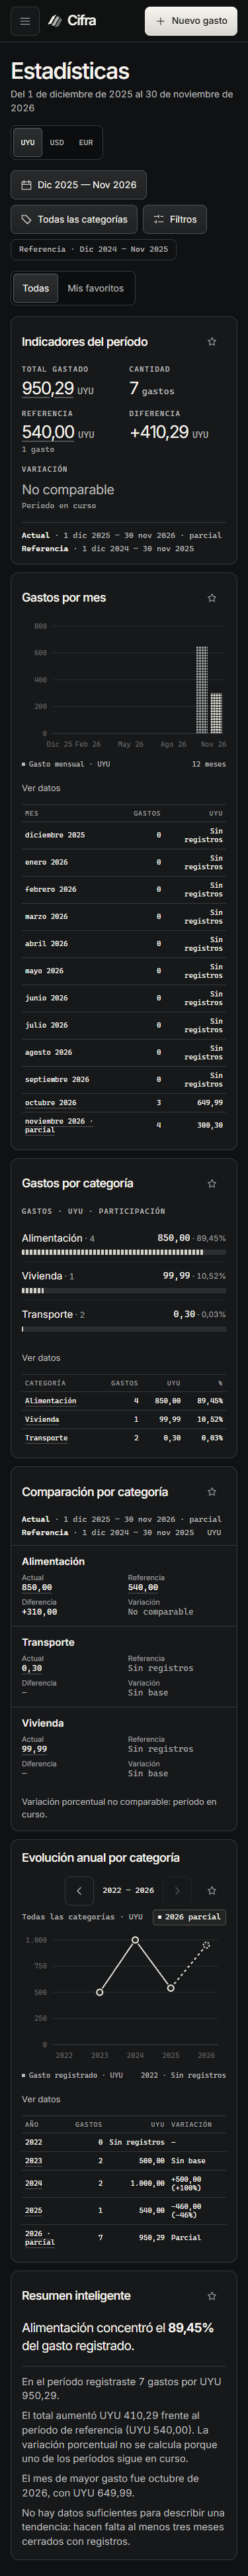 Cifra
Nuevo gasto
Estadísticas
Del 1 de diciembre de 2025 al 30 de noviembre de
2026
UYU USD EUR
Dic 2025 — Nov 2026
Todas las categorías Filtros
Referencia · Dic 2024 — Nov 2025
Todas Mis favoritos
Indicadores del período
TOTAL GASTADO CANTIDAD
950,29 UYU 7 gastos
REFERENCIA DIFERENCIA
540,00 UYU +410,29 UYU
1 gasto
VARIACIÓN
No comparable
Período en curso
Actual · 1 dic 2025 — 30 nov 2026 · parcial
Referencia · 1 dic 2024 — 30 nov 2025
Gastos por mes
800
600
400
200
0
Dic 25 Feb 26 May 26 Ago 26 Nov 26
Gasto mensual · UYU 12 meses
Ver datos
MES GASTOS UYU
diciembre 2025 0 Sin registros
enero 2026 0 Sin registros
febrero 2026 0 Sin registros
marzo 2026 0 Sin registros
abril 2026 0 Sin registros
mayo 2026 0 Sin registros
junio 2026 0 Sin registros
julio 2026 0 Sin registros
agosto 2026 0 Sin registros
septiembre 2026 0 Sin registros
octubre 2026 3 649,99
noviembre 2026 · parcial 4 300,30
Gastos por categoría
GASTOS · UYU · PARTICIPACIÓN
Alimentación · 4 850,00 · 89,45%
Vivienda · 1 99,99 · 10,52%
Transporte · 2 0,30 · 0,03%
Ver datos
CATEGORÍA GASTOS UYU %
Alimentación 4 850,00 89,45%
Vivienda 1 99,99 10,52%
Transporte 2 0,30 0,03%
Comparación por categoría
Actual · 1 dic 2025 — 30 nov 2026 · parcial
Referencia · 1 dic 2024 — 30 nov 2025 UYU
Alimentación
Actual Referencia
850,00 540,00
Diferencia Variación
+310,00 No comparable
Transporte
Actual Referencia
0,30 Sin registros
Diferencia Variación
— Sin base
Vivienda
Actual Referencia
99,99 Sin registros
Diferencia Variación
— Sin base
Variación porcentual no comparable: período en
curso.
Evolución anual por categoría
2022 — 2026
Todas las categorías · UYU 2026 parcial
1.000
750
500
250
0
2022 2023 2024 2025 2026
Gasto registrado · UYU 2022 · Sin registros
Ver datos
AÑO GASTOS UYU VARIACIÓN
2022 0 Sin registros —
2023 2 500,00 Sin base
2024 2 1.000,00 +500,00 (+100%)
2025 1 540,00 −460,00 (−46%)
2026 · parcial 7 950,29 Parcial
Resumen inteligente
Alimentación concentró el 89,45%
del gasto registrado.
En el período registraste 7 gastos por UYU
950,29.
El total aumentó UYU 410,29 frente al
período de referencia (UYU 540,00). La
variación porcentual no se calcula porque
uno de los períodos sigue en curso.
El mes de mayor gasto fue octubre de
2026, con UYU 649,99.
No hay datos suficientes para describir una
tendencia: hacen falta al menos tres meses
cerrados con registros.